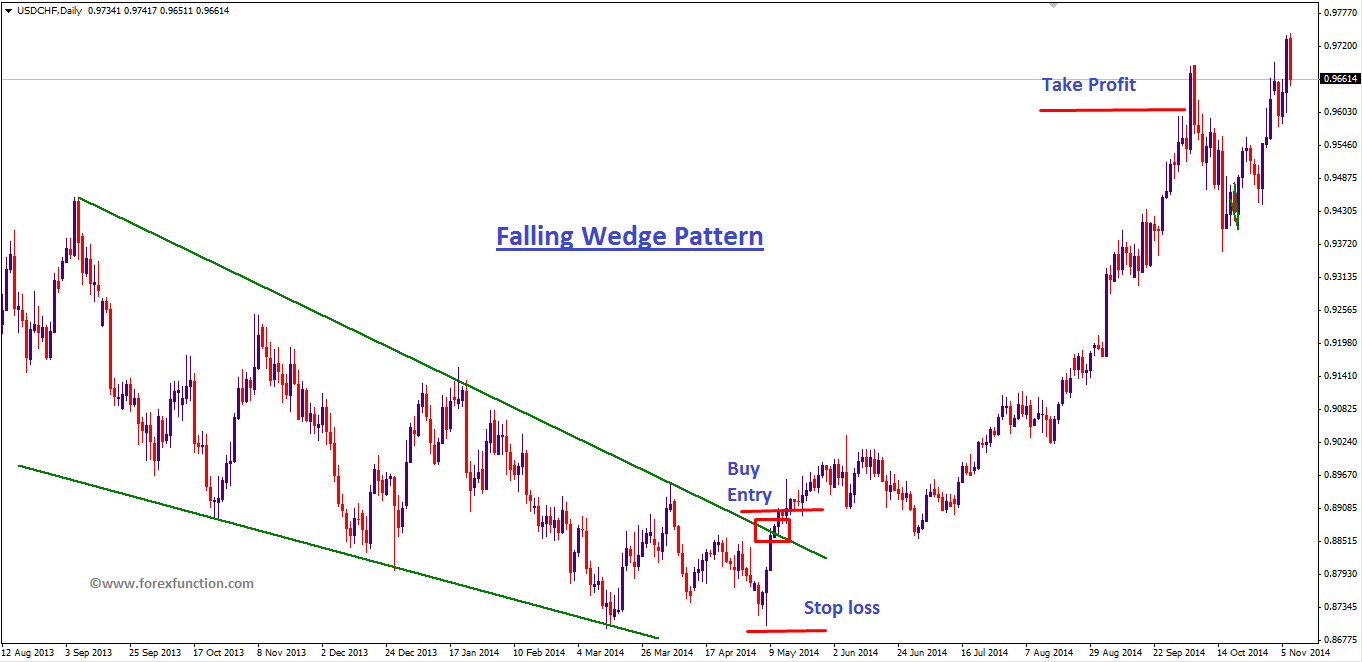 USDCHF,Daily 0.97341 0.97417 0.96511 0.96614
0.97770
0.97200
Take Profit
0.96614
0.96030
0.95460
0.94875
0.94305
Falling Wedge Pattern
0.93720
0.93135
0.92565
0.91980
0.91410
0.90825
0.90240
Buy
Entry
0.89670
0.89085
0.88515
©www.forexfunction.com
0.87930
Stop loss
0.87345
0.86775
12 Aug 2013 3 Sep 2013 25 Sep 2013 17 Oct 2013 8 Nov 2013 2 Dec 2013 24 Dec 2013 17 Jan 2014 10 Feb 2014 4 Mar 2014 26 Mar 2014 17 Apr 2014 9 May 2014 2 Jun 2014 24 Jun 2014 16 Jul 2014 7 Aug 2014 29 Aug 2014 22 Sep 2014 14 Oct 2014 5 Nov 2014